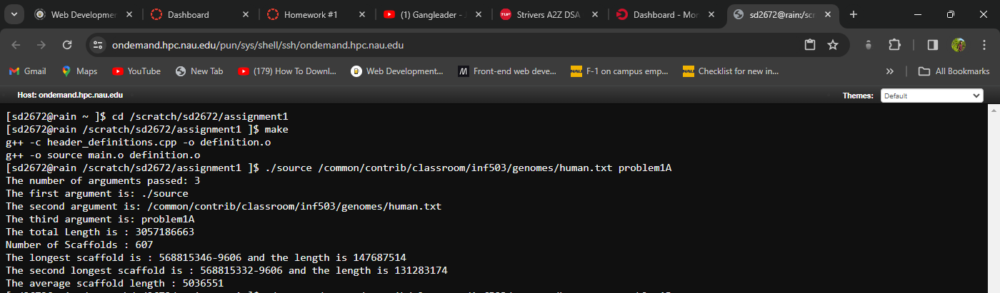 Web Developmer
Dashboard
Homework #1
(1) Gangleader - J
TUF
Strivers A2Z DSA
Dashboard - Mor
sd2672@rain:/scr
ondemand.hpc.nau.edu/pun/sys/shell/ssh/ondemand.hpc.nau.edu
Gmail
Maps
YouTube
New Tab
(179) How To Downl...
Web Development...
M Front-end web deve...
NAU F-1 on campus emp...
NAU Checklist for new in...
All Bookmarks
Host: ondemand.hpc.nau.edu
Themes: Default
[sd2672@rain ~ ]$ cd /scratch/sd2672/assignment1
[sd2672@rain /scratch/sd2672/assignment1 ]$ make
g++ -c header_definitions.cpp -o definition.o
g++ -o source main.o definition.o
[sd2672@rain /scratch/sd2672/assignment1 ]$ ./source /common/contrib/classroom/inf503/genomes/human.txt problem1A
The number of arguments passed: 3
The first argument is: ./source
The second argument is: /common/contrib/classroom/inf503/genomes/human.txt
The third argument is: problem1A
The total Length is : 3057186663
Number of Scaffolds : 607
The longest scaffold is : 568815346-9606 and the length is 147687514
The second longest scaffold is : 568815332-9606 and the length is 131283174
The average scaffold length : 5036551